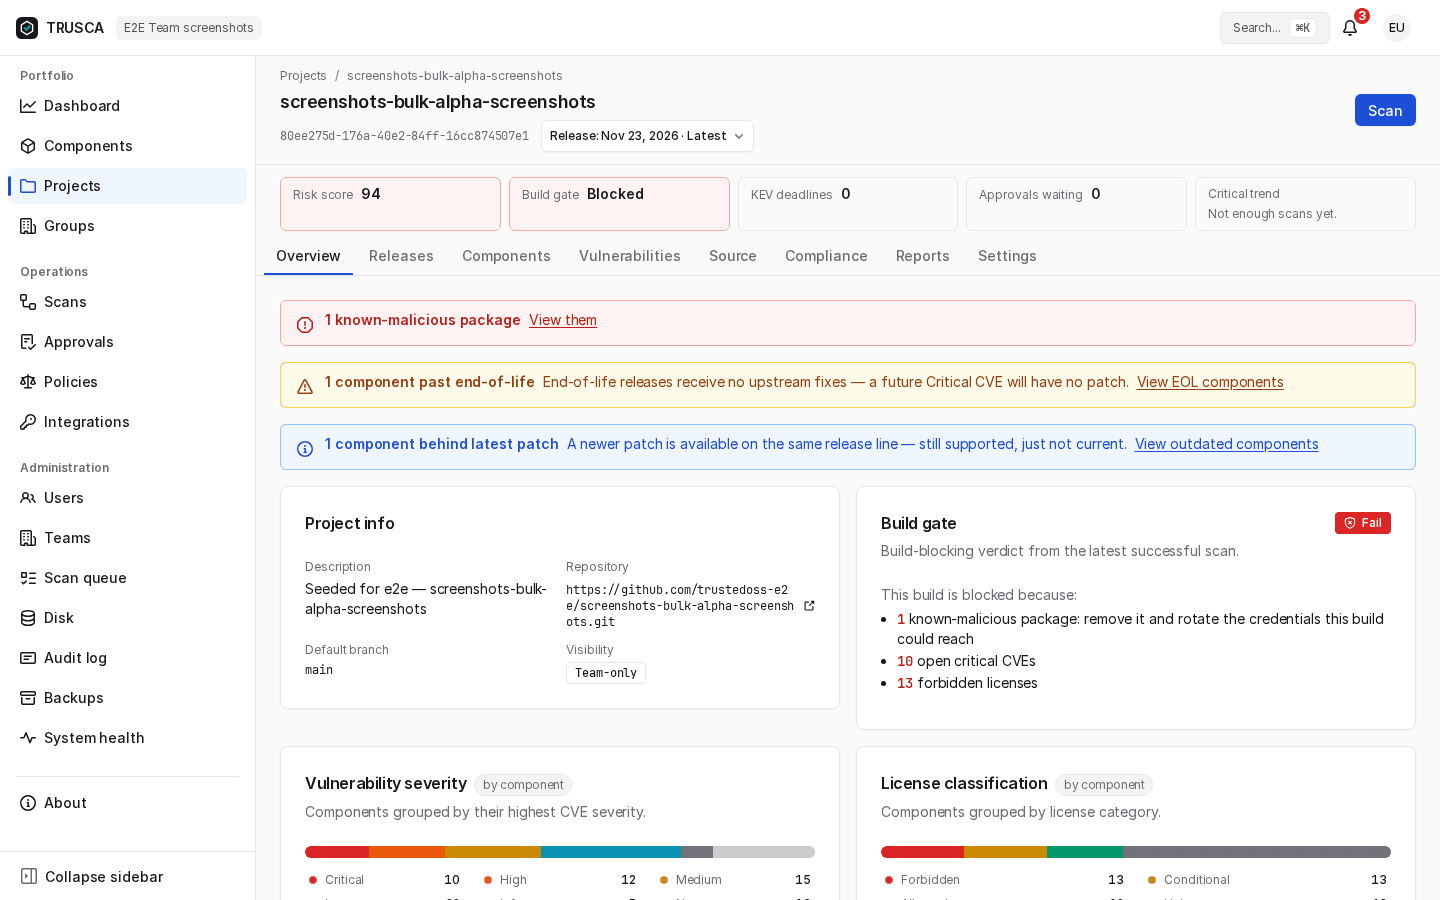 TRUSCA
E2E Team screenshots
Search...
⌘K
3
EU
Portfolio
Dashboard
Components
Projects
Groups
Operations
Scans
Approvals
Policies
Integrations
Administration
Users
Teams
Scan queue
Disk
Audit log
Backups
System health
About
Collapse sidebar
Projects / screenshots-bulk-alpha-screenshots
screenshots-bulk-alpha-screenshots
80ee275d-176a-40e2-84ff-16cc874507e1
Release: Nov 23, 2026 · Latest
Scan
Risk score 94
Build gate Blocked
KEV deadlines 0
Approvals waiting 0
Critical trend
Not enough scans yet.
Overview
Releases
Components
Vulnerabilities
Source
Compliance
Reports
Settings
1 known-malicious package View them
1 component past end-of-life End-of-life releases receive no upstream fixes — a future Critical CVE will have no patch. View EOL components
1 component behind latest patch A newer patch is available on the same release line — still supported, just not current. View outdated components
Project info
Description
Seeded for e2e — screenshots-bulk-
alpha-screenshots
Repository
https://github.com/trustedoss-e2
e/screenshots-bulk-alpha-screensh
ots.git
Default branch
main
Visibility
Team-only
Build gate
Fail
Build-blocking verdict from the latest successful scan.
This build is blocked because:
1 known-malicious package: remove it and rotate the credentials this build
could reach
10 open critical CVEs
13 forbidden licenses
Vulnerability severity
by component
Components grouped by their highest CVE severity.
Critical 10
High 12
Medium 15
License classification
by component
Components grouped by license category.
Forbidden 13
Conditional 13